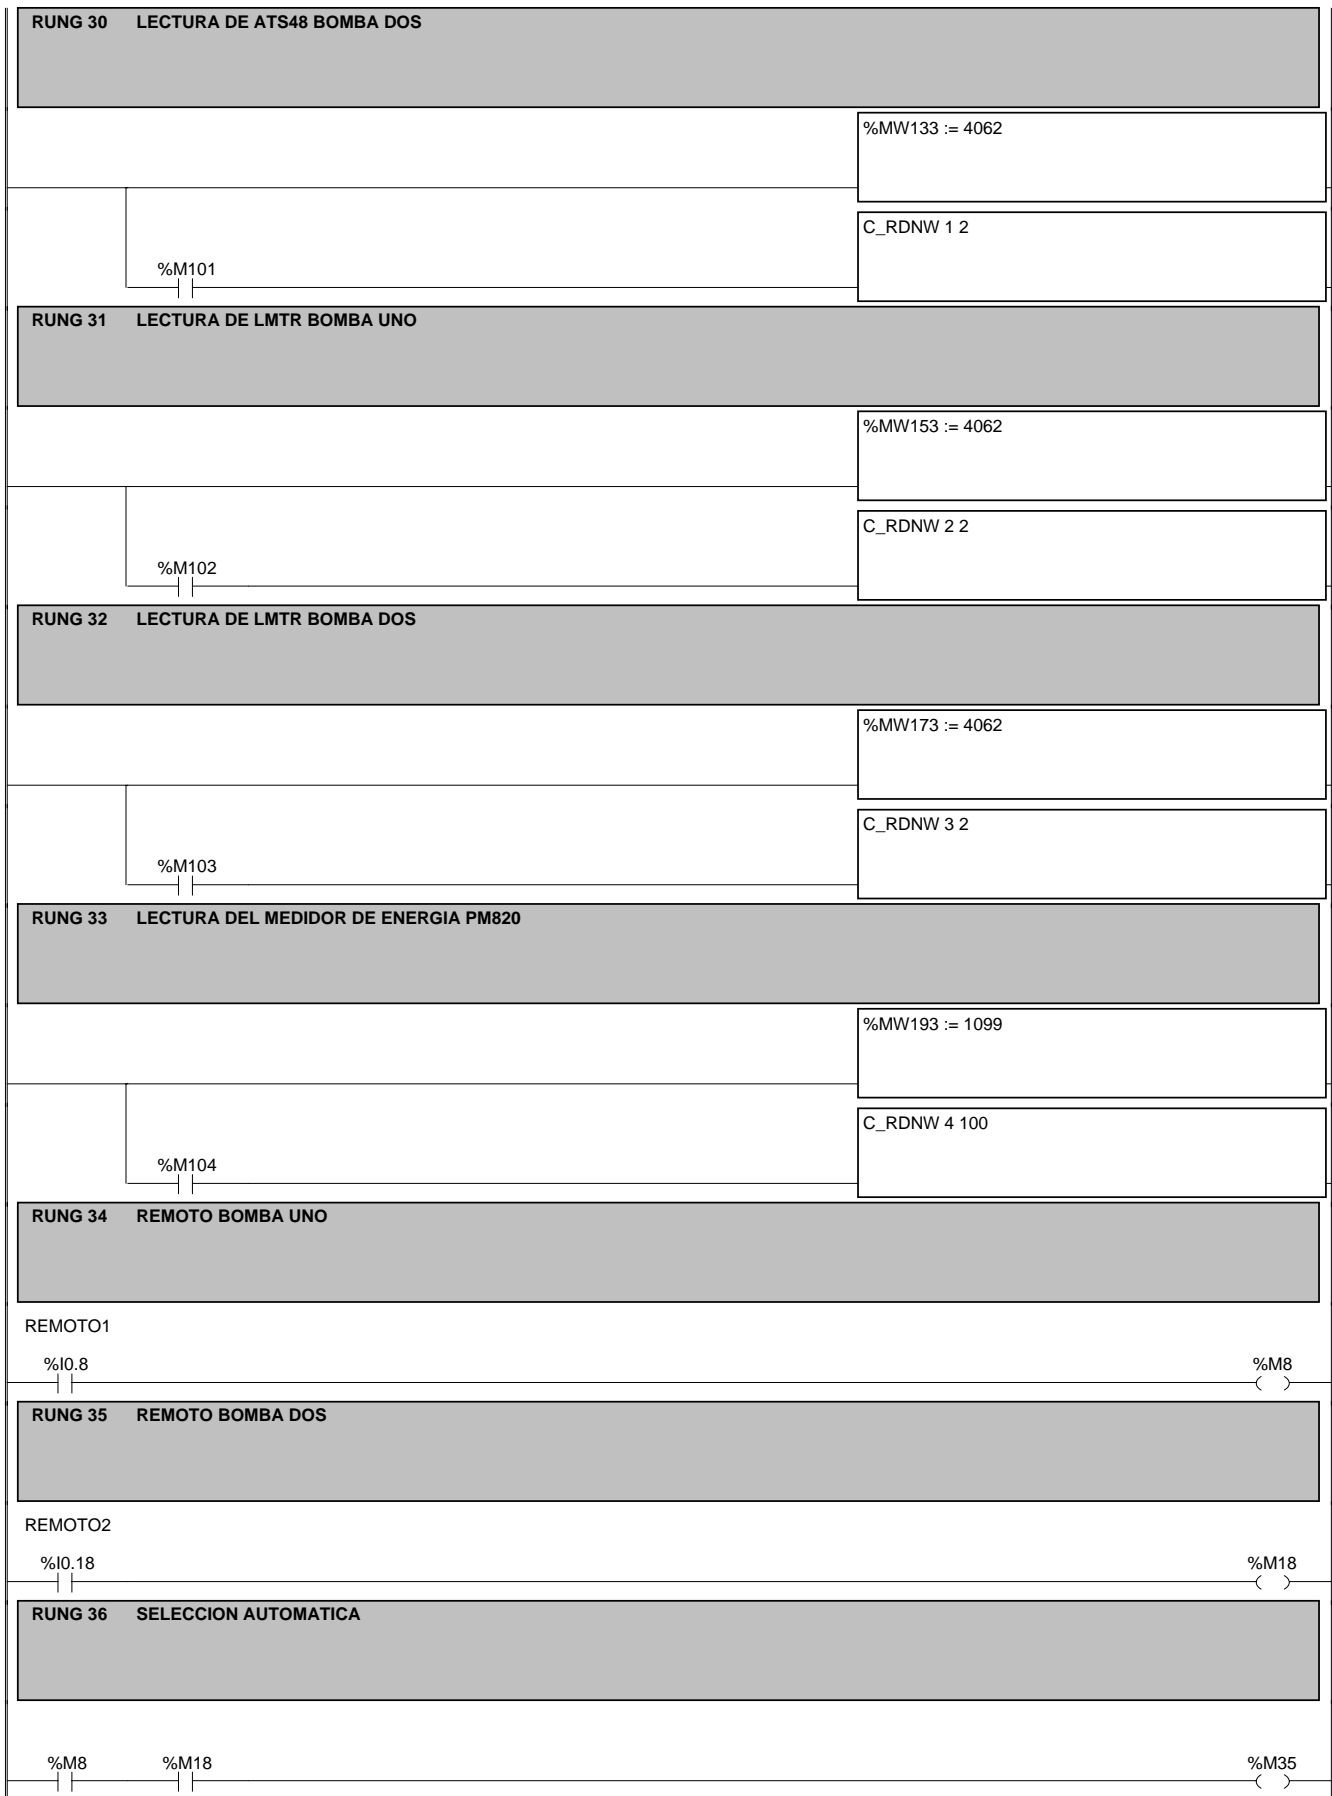 RUNG 30 LECTURA DE ATS48 BOMBA DOS
%MW133 := 4062
C_RDNW 1 2
%M101
RUNG 31 LECTURA DE LMTR BOMBA UNO
%MW153 := 4062
C_RDNW 2 2
%M102
RUNG 32 LECTURA DE LMTR BOMBA DOS
%MW173 := 4062
C_RDNW 3 2
%M103
RUNG 33 LECTURA DEL MEDIDOR DE ENERGIA PM820
%MW193 := 1099
C_RDNW 4 100
%M104
RUNG 34 REMOTO BOMBA UNO
REMOTO1
%I0.8 %M8
RUNG 35 REMOTO BOMBA DOS
REMOTO2
%I0.18 %M18
RUNG 36 SELECCION AUTOMATICA
%M8 %M18 %M35